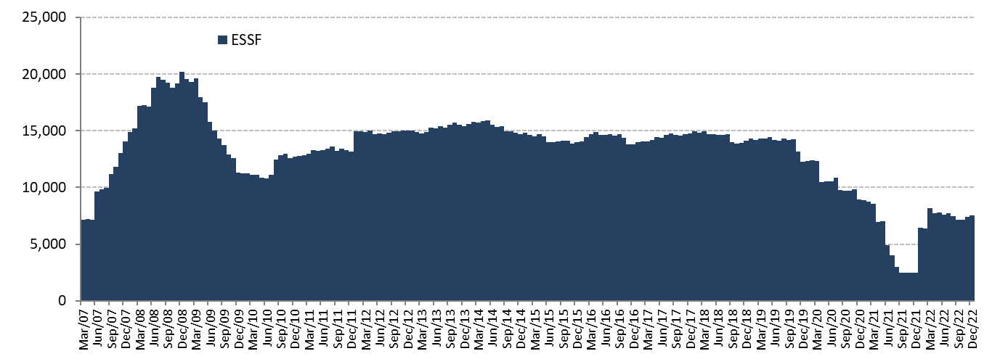 25,000
ESSF
20,000
15,000
10,000
5,000
0
Mar/07
Jun/07
Sep/07
Dec/07
Mar/08
Jun/08
Sep/08
Dec/08
Mar/09
Jun/09
Sep/09
Dec/09
Mar/10
Jun/10
Sep/10
Dec/10
Mar/11
Jun/11
Sep/11
Dec/11
Mar/12
Jun/12
Sep/12
Dec/12
Mar/13
Jun/13
Sep/13
Dec/13
Mar/14
Jun/14
Sep/14
Dec/14
Mar/15
Jun/15
Sep/15
Dec/15
Mar/16
Jun/16
Sep/16
Dec/16
Mar/17
Jun/17
Sep/17
Dec/17
Mar/18
Jun/18
Sep/18
Dec/18
Mar/19
Jun/19
Sep/19
Dec/19
Mar/20
Jun/20
Sep/20
Dec/20
Mar/21
Jun/21
Sep/21
Dec/21
Mar/22
Jun/22
Sep/22
Dec/22